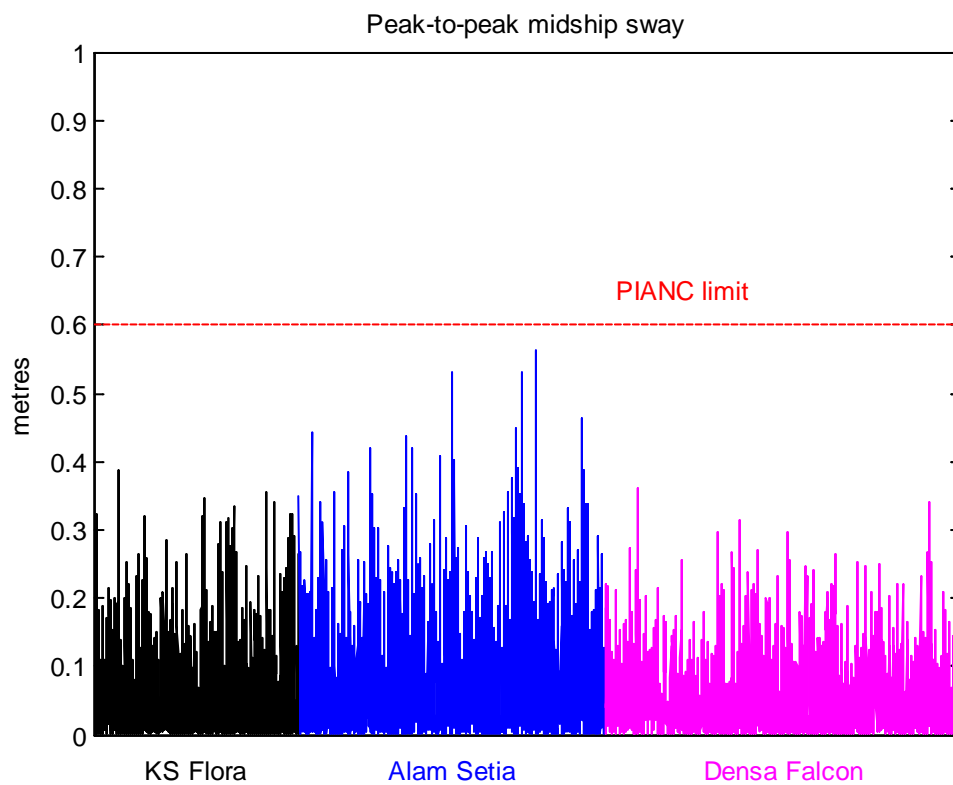 Peak-to-peak midship sway
1
0.9
0.8
0.7
PIANC limit
0.6
metres
0.5
0.4
0.3
0.2
0.1
0
KS Flora Alam Setia Densa Falcon